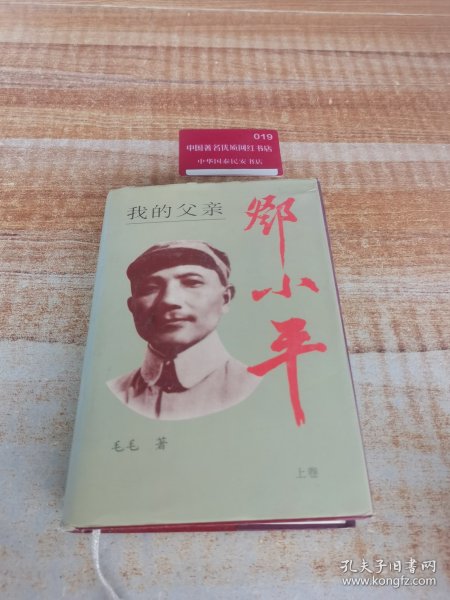 019
中国著名优质网红书店
中华国泰民安书店
我的父亲
邓小平
毛毛 著
上卷
孔夫子旧书网
www.kongfz.com